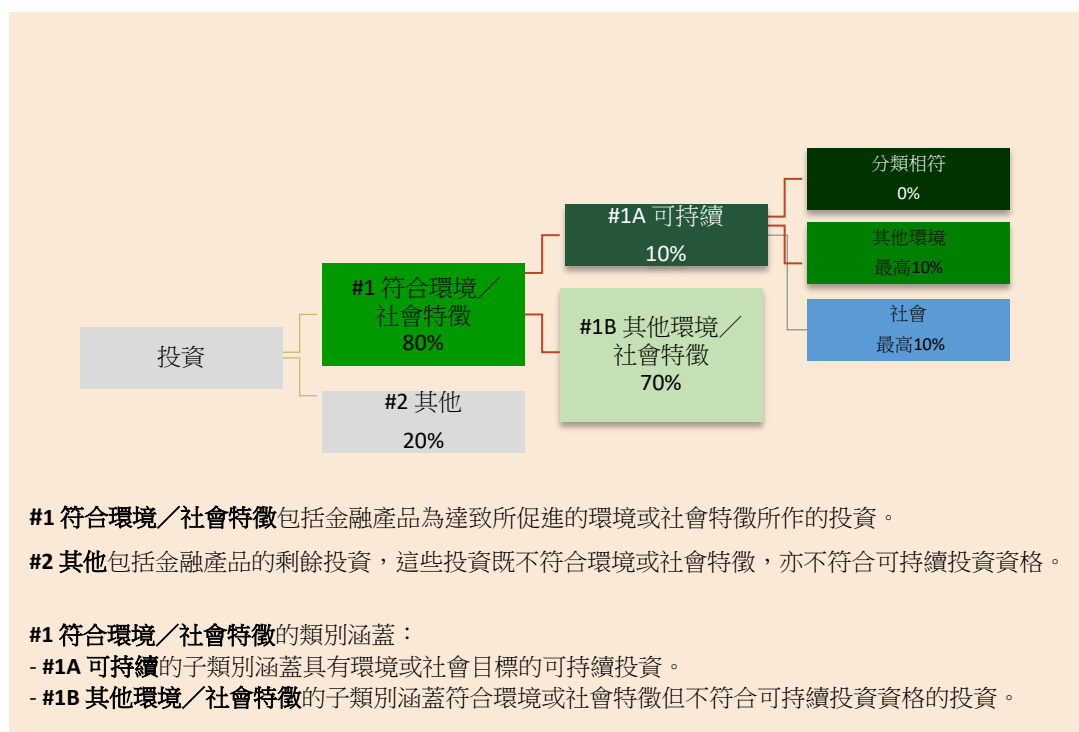 分類相符
0%
#1A 可持續
10%
其他環境
最高10%
#1 符合環境／
社會特徵
80%
社會
最高10%
#1B 其他環境／
社會特徵
70%
投資
#2 其他
20%
#1 符合環境／社會特徵包括金融產品為達致所促進的環境或社會特徵所作的投資。
#2 其他包括金融產品的剩餘投資，這些投資既不符合環境或社會特徵，亦不符合可持續投資資格。
#1 符合環境／社會特徵的類別涵蓋：
- #1A 可持續的子類別涵蓋具有環境或社會目標的可持續投資。
- #1B 其他環境／社會特徵的子類別涵蓋符合環境或社會特徵但不符合可持續投資資格的投資。